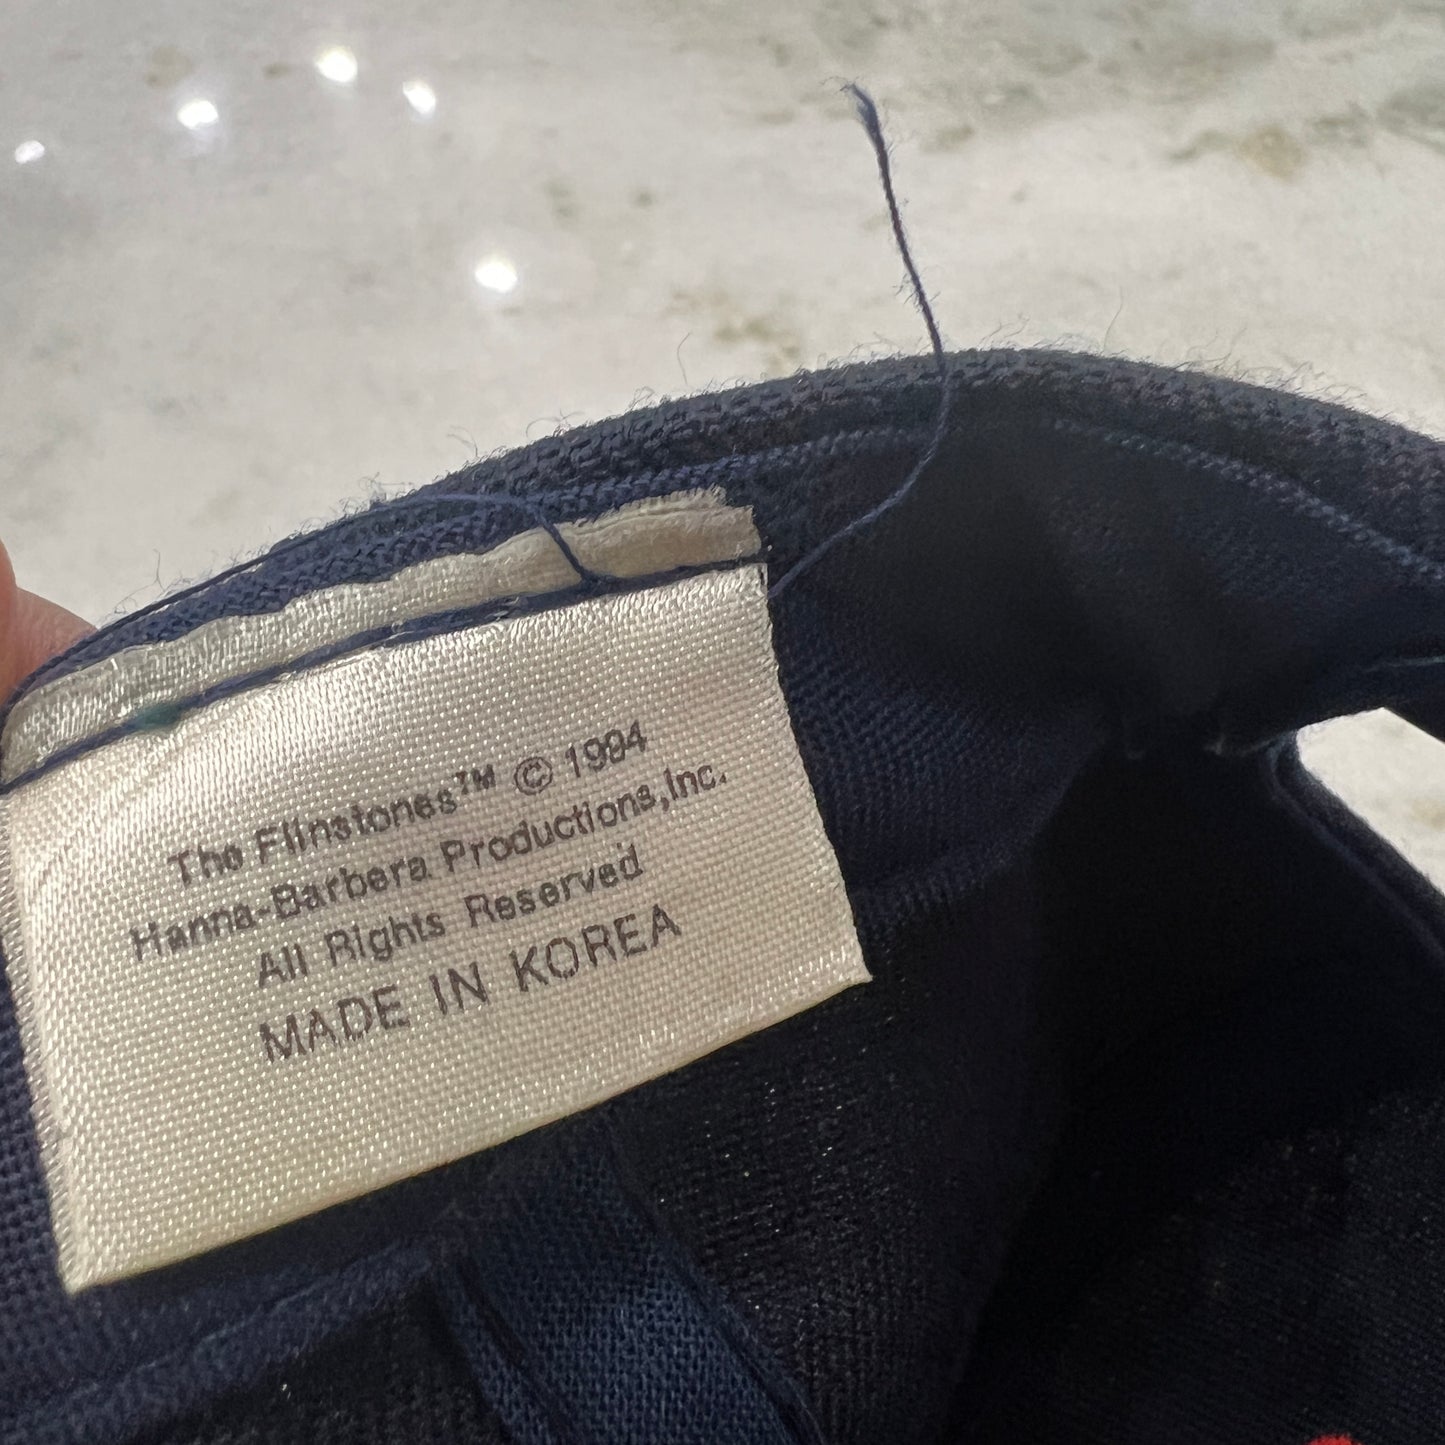 The Flinstones™ © 1994
Hanna-Barbera Productions,Inc.
All Rights Reserved
MADE IN KOREA